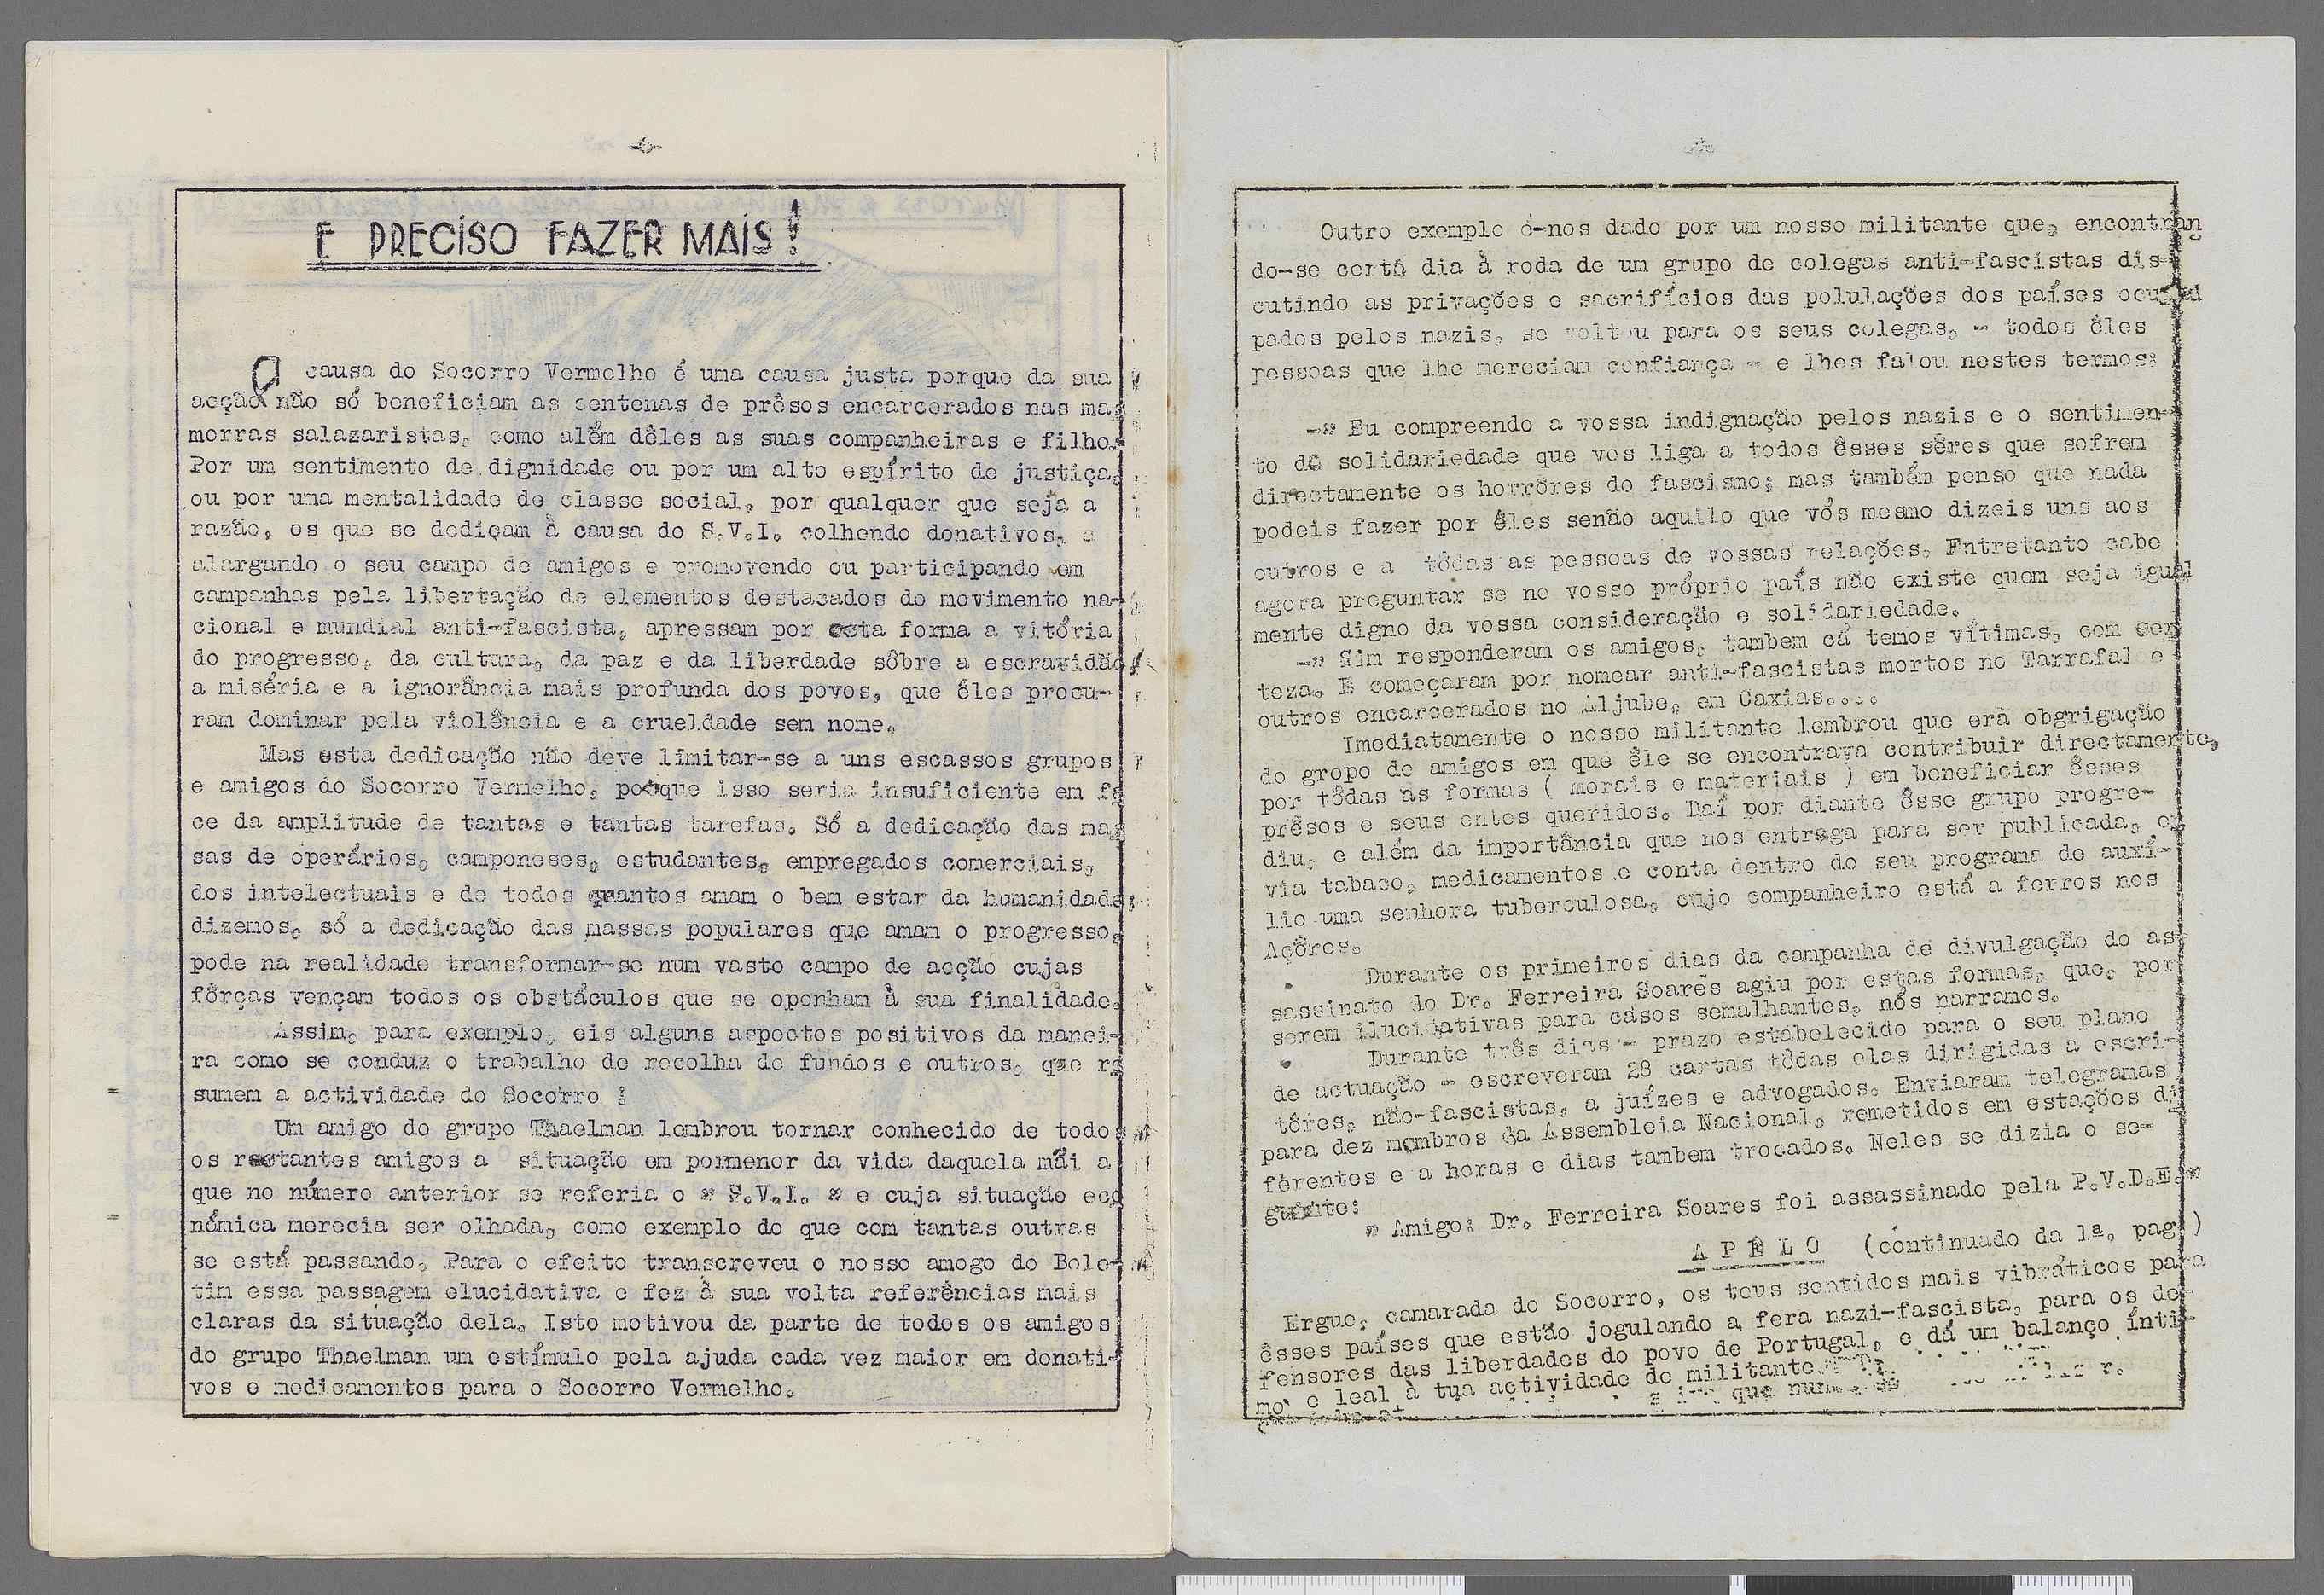 E PRECISO FAZER MAIS!
A causa do Socorro Vermelho é uma causa justa porque da sua
acção não só beneficiam as centenas de prêsos encarcerados nas mas
morras salazaristas, como além dêles as suas companheiras e filhos
Por um sentimento de dignidade ou por um alto espírito de justiça,
ou por uma mentalidade de classe social, por qualquer que seja a
razão, os que se dediçam à causa do S.V.I. colhendo donativos, e
alargando o seu campo de amigos e promovendo ou participando em
campanhas pela libertação de elementos destacados do movimento na-
cional e mundial anti-fascista, apressam por esta forma a vitória
do progresso, da cultura, da paz e da liberdade sôbre a escravidão
a miséria e a ignorância mais profunda dos povos, que êles procu-
ram dominar pela violência e a crueldade sem nome.
Mas esta dedicação não deve límitar-se a uns escassos grupos
e amigos do Socorro Vermelho, porque isso seria insuficiente em fa
ce da amplitude de tantas e tantas tarefas. Só a dedicação das mas
sas de operários, camponeses, estudantes, empregados comerciais,
dos intelectuais e de todos quantos amam o bem estar da humanidade;
dizemos, só a dedicação das massas populares que amam o progresso,
pode na realidade transformar-se num vasto campo de acção cujas
fôrças vençam todos os obstáculos que se oponham à sua finalidade.
Assim, para exemplo, eis alguns aspectos positivos da manei-
ra como se conduz o trabalho de recolha de fundos e outros, que re
sumem a actividade do Socorro :
Um amigo do grupo Thaelman lembrou tornar conhecido de todos
os restantes amigos a situação em pormenor da vida daquela mãi a
que no número anterior se referia o " S.V.I. " e cuja situação eco
nómica merecia ser olhada, como exemplo do que com tantas outras
se está passando. Para o efeito transcreveu o nosso amogo do Bole-
tim essa passagem elucidativa e fez à sua volta referências mais
claras da situação dela. Isto motivou da parte de todos os amigos
do grupo Thaelman um estímulo pela ajuda cada vez maior em donati-
vos e medicamentos para o Socorro Vermelho.
Outro exemplo é-nos dado por um nosso militante que, encontran
do-se certa dia à roda de um grupo de colegas anti-fascistas dis-
cutindo as privações e sacrifícios das polulações dos países ocu
pados pelos nazis, se voltou para os seus colegas, - todos êles
pessoas que lhe mereciam confiança - e lhes falou nestes termos:
-" Eu compreendo a vossa indignação pelos nazis e o sentimen-
to de solidariedade que vos liga a todos êsses sêres que sofrem
directamente os horrôres do fascismo; mas também penso que nada
podeis fazer por êles senão aquilo que vós mesmo dizeis uns aos
outros e a tôdas as pessoas de vossas relações. Entretanto cabe
agora preguntar se no vosso próprio país não existe quem seja igual
mente digno da vossa consideração e solidariedade.
-" Sim responderam os amigos, tambem cá temos vítimas, com cer
teza. E começaram por nomear anti-fascistas mortos no Tarrafal e
outros encarcerados no Aljube, em Caxias....
Imediatamente o nosso militante lembrou que era obgrigação
do gropo de amigos em que êle se encontrava contribuir directamente,
por tôdas as formas ( morais e materiais ) em beneficiar êsses
prêsos e seus entes queridos. Daí por diante êsse grupo progre-
diu, e além da importância que nos entrega para ser publicada, en
via tabaco, medicamentos e conta dentro do seu programa de auxí-
lio uma senhora tuberculosa, cujo companheiro está a ferros nos
Açôres.
Durante os primeiros dias da campanha de divulgação do as-
sassinato do Dr. Ferreira Soares agiu por estas formas, que, por
serem ilucidativas para casos semalhantes, nós narramos.
Durante três dias - prazo estabelecido para o seu plano
de actuação - escreveram 28 cartas tôdas elas dirigidas a escri-
tôres, não-fascistas, a juízes e advogados. Enviaram telegramas
para dez membros da Assembleia Nacional, remetidos em estações di
ferentes e a horas e dias tambem trocados. Neles se dizia o se-
guinte:
" Amigo: Dr. Ferreira Soares foi assassinado pela P.V.D.E."
APÊLO (continuado da 1ª. pag.)
Ergue, camarada do Socorro, os teus sentidos mais vibráticos para
êsses países que estão jogulando a fera nazi-fascista, para os de-
fensores das liberdades do povo de Portugal, e dá um balanço ínti-
mo e leal à tua actividade de militante.
que